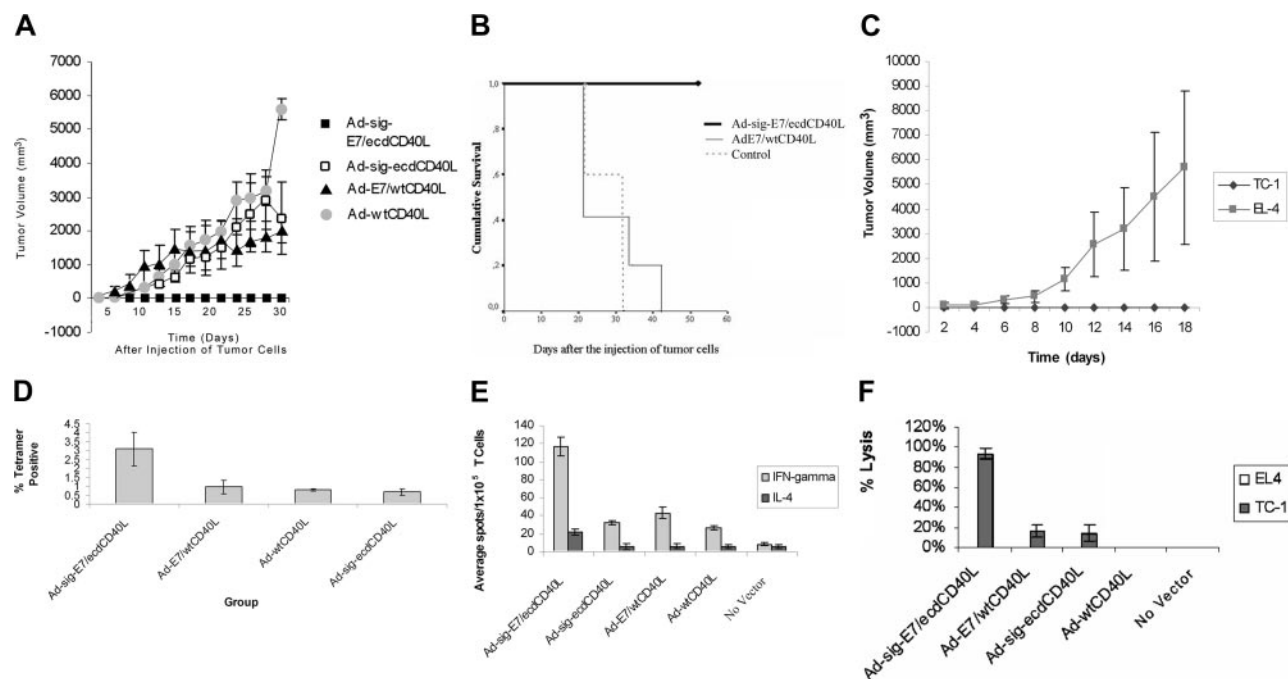 A
7000
6000
5000
4000
3000
2000
1000
0
-1000
5 10 15 20 25 30
Tumor Volume (mm³)
Time (Days)
After Injection of Tumor Cells
Ad-sig-
E7/ecdCD40L
Ad-sig-ecdCD40L
Ad-E7/wtCD40L
Ad-wtCD40L
B
1,0
,8
,6
,4
,2
0,0
0 10 20 30 40 50 60
Cumulative Survival
Days after the injection of tumor cells
Ad-sig-E7/ecdCD40L
AdE7/wtCD40L
Control
C
10000
9000
8000
7000
6000
5000
4000
3000
2000
1000
0
-1000
2 4 6 8 10 12 14 16 18
Tumor Volume (mm³)
Time (days)
TC-1
EL-4
D
4.5
4
3.5
3
2.5
2
1.5
1
0.5
0
% Tetramer
Positive
Ad-sig-E7/ecdCD40L
Ad-E7/wtCD40L
Ad-wtCD40L
Ad-sig-ecdCD40L
Group
E
140
120
100
80
60
40
20
0
Average spots/1x10⁵ T Cells
Ad-sig-E7/ecdCD40L
Ad-sig-ecdCD40L
Ad-E7/wtCD40L
Ad-wtCD40L
No Vector
IFN-gamma
IL-4
F
120%
100%
80%
60%
40%
20%
0%
% Lysis
Ad-sig-E7/ecdCD40L
Ad-E7/wtCD40L
Ad-sig-ecdCD40L
Ad-wtCD40L
No Vector
EL4
TC-1